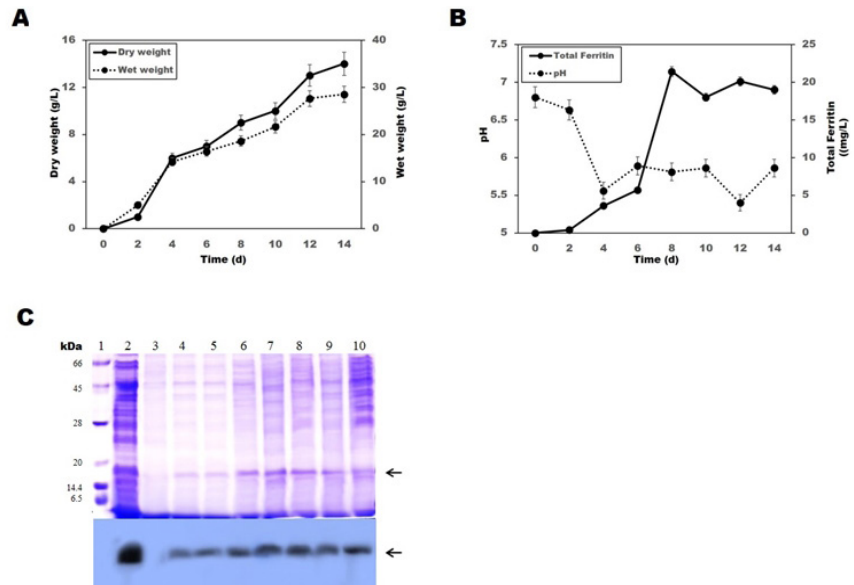 A
Dry weight
Wet weight
Dry weight (g/L)
16
12
8
4
0
40
30
20
10
0
Wet weight (g/L)
0 2 4 6 8 10 12 14
Time (d)
B
Total Ferritin
pH
pH
7.5
7
6.5
6
5.5
5
25
20
15
10
5
0
Total Ferritin
((mg/L)
0 2 4 6 8 10 12 14
Time (d)
C
kDa 1 2 3 4 5 6 7 8 9 10
66
45
28
20
14.4
6.5